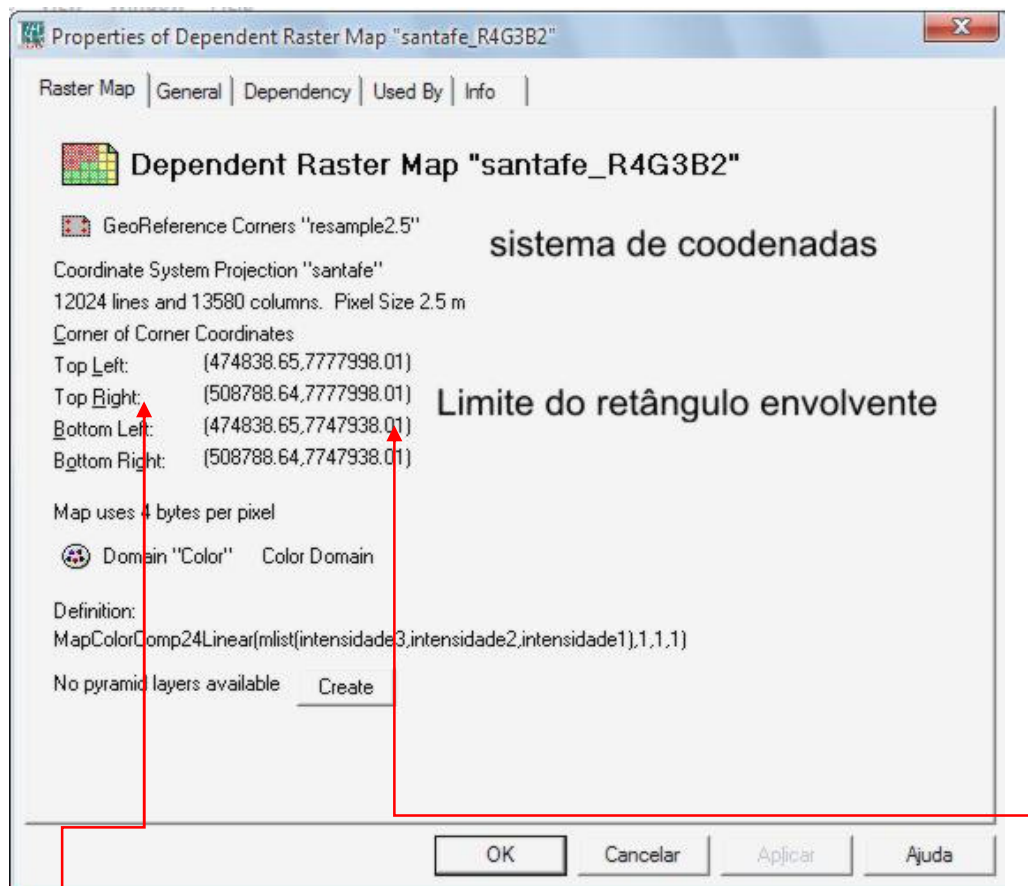 Properties of Dependent Raster Map "santafe_R4G3B2"
Raster Map General Dependency Used By Info
Dependent Raster Map "santafe_R4G3B2"
GeoReference Corners "resample2.5"
sistema de coodenadas
Coordinate System Projection "santafe"
12024 lines and 13580 columns. Pixel Size 2.5 m
Corner of Corner Coordinates
Top Left: (474838.65,7777998.01)
Top Right: (508788.64,7777998.01)
Limite do retângulo envolvente
Bottom Left: (474838.65,7747938.01)
Bottom Right: (508788.64,7747938.01)
Map uses 4 bytes per pixel
Domain "Color" Color Domain
Definition:
MapColorComp24Linear(mlist(intensidade3,intensidade2,intensidade1),1,1,1)
No pyramid layers available Create
OK Cancelar Aplicar Ajuda